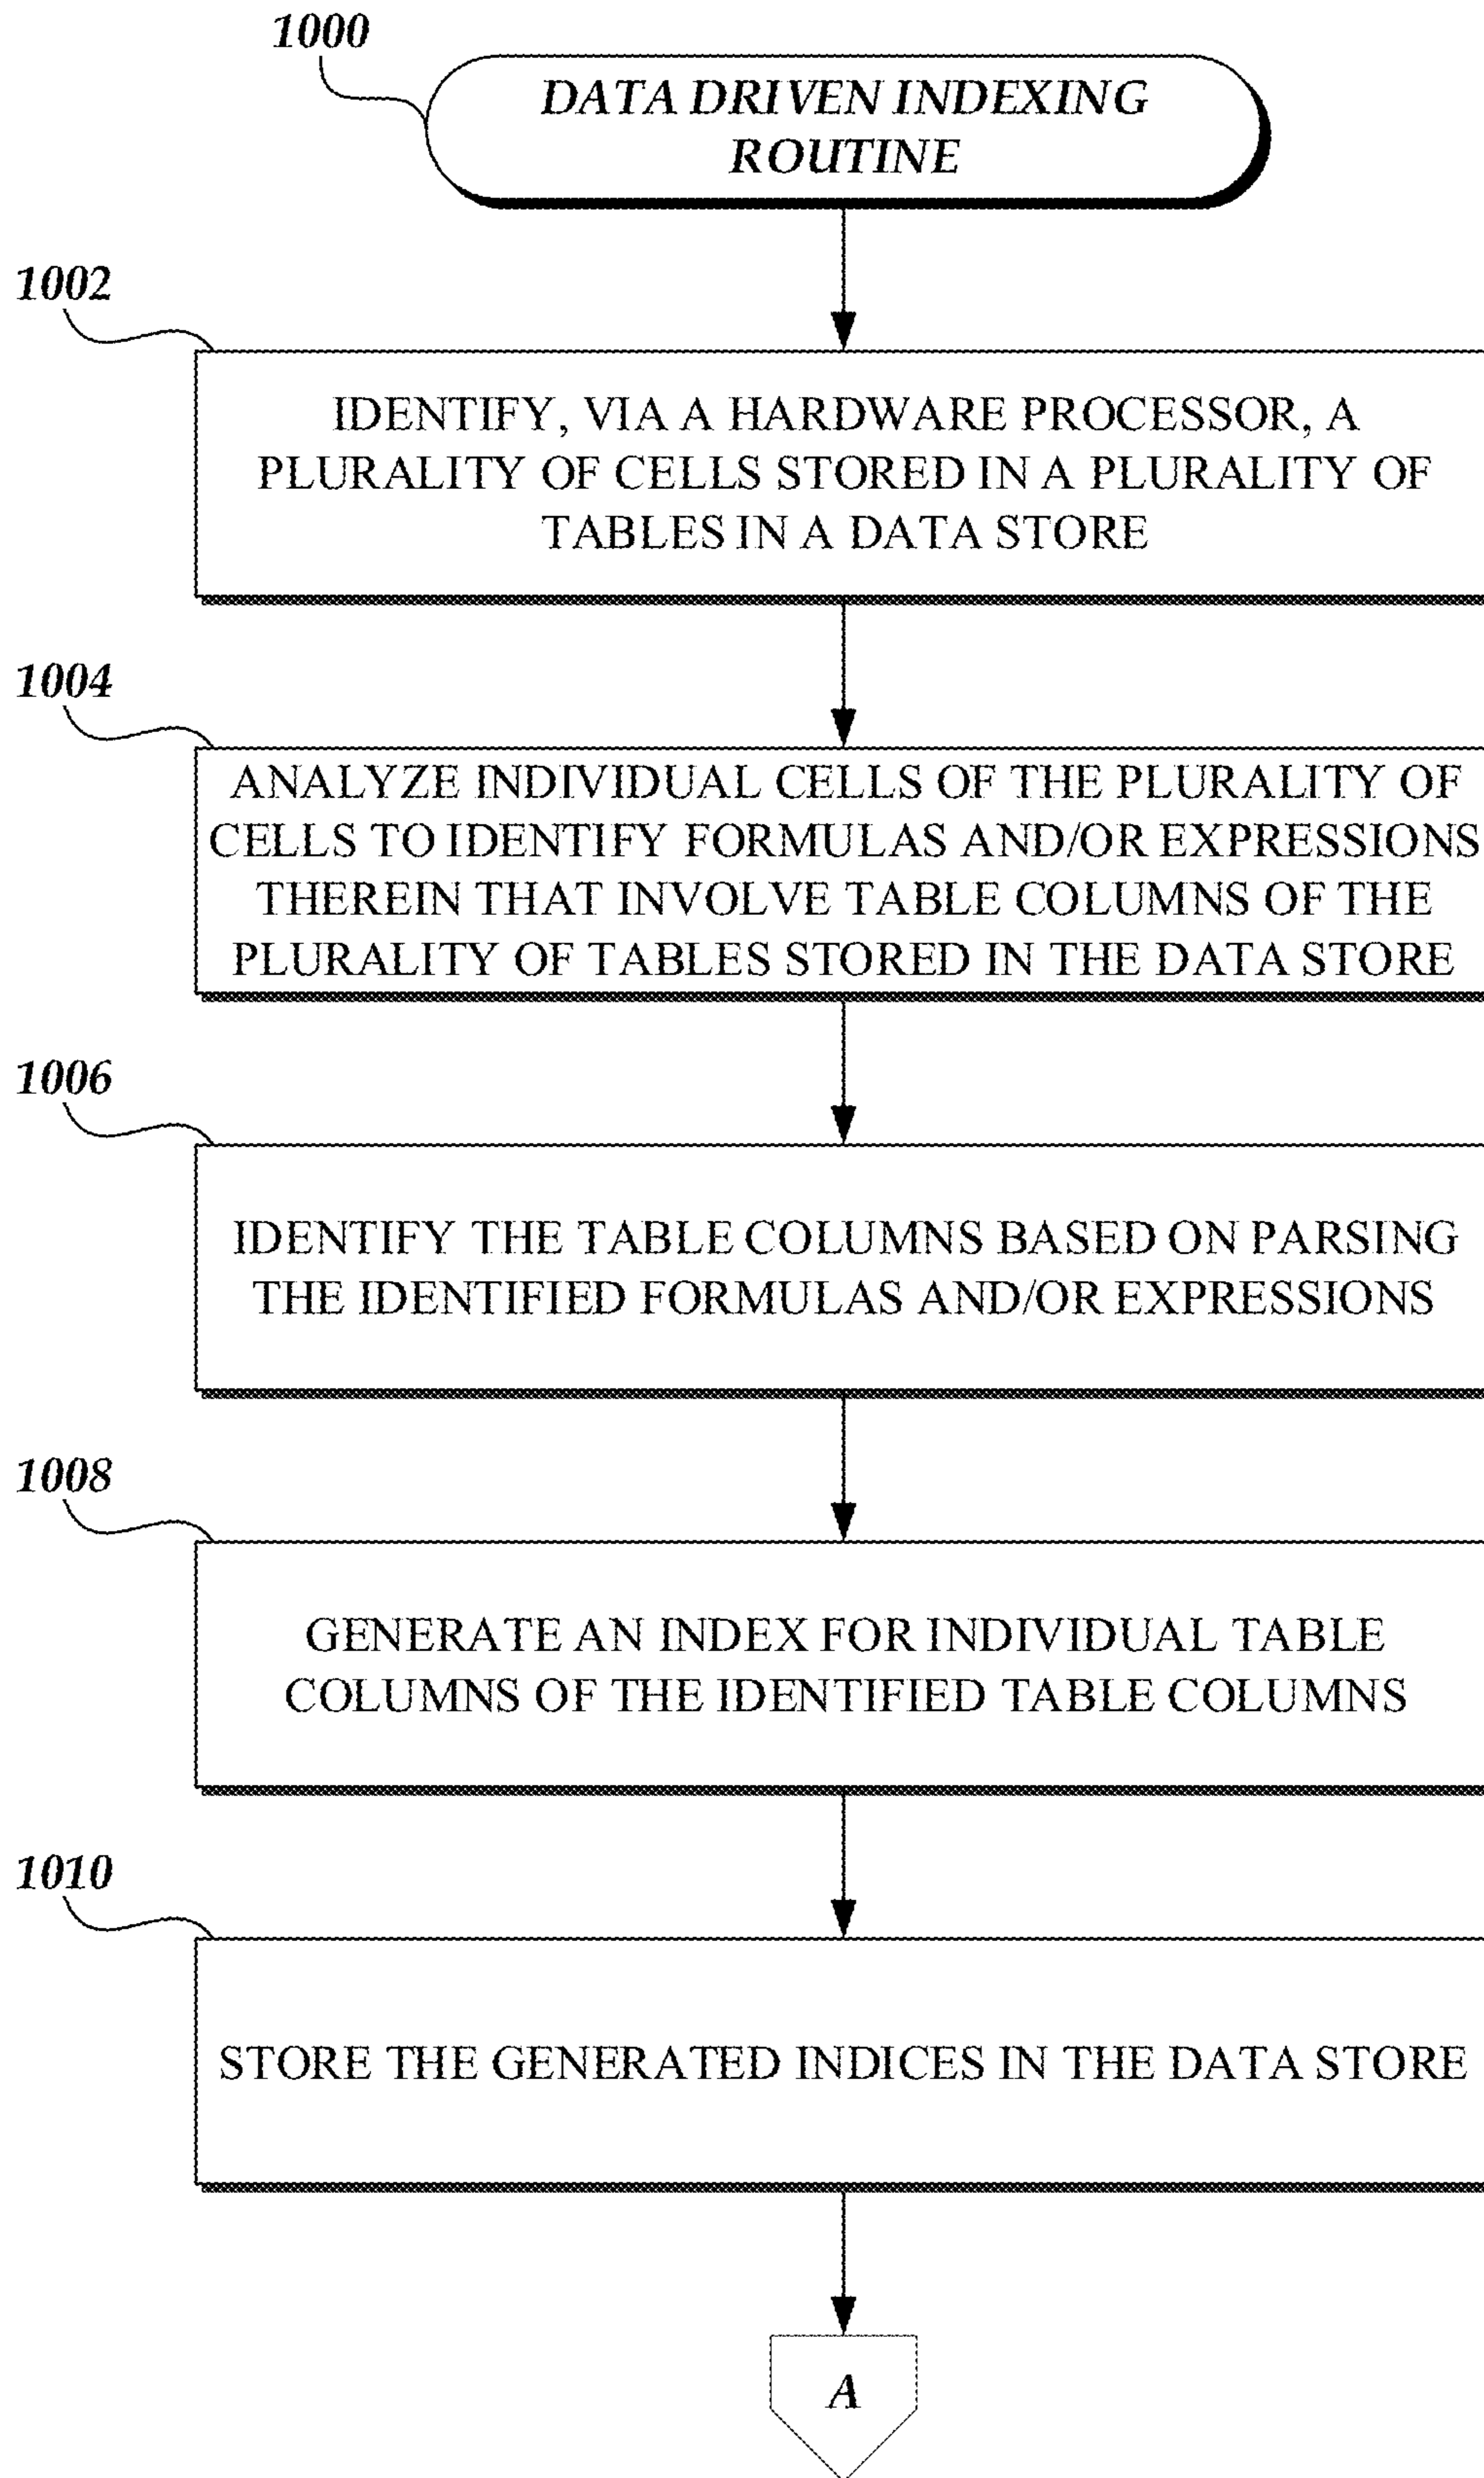 1000
DATA DRIVEN INDEXING
ROUTINE
1002
IDENTIFY, VIA A HARDWARE PROCESSOR, A
PLURALITY OF CELLS STORED IN A PLURALITY OF
TABLES IN A DATA STORE
1004
ANALYZE INDIVIDUAL CELLS OF THE PLURALITY OF
CELLS TO IDENTIFY FORMULAS AND/OR EXPRESSIONS
THEREIN THAT INVOLVE TABLE COLUMNS OF THE
PLURALITY OF TABLES STORED IN THE DATA STORE
1006
IDENTIFY THE TABLE COLUMNS BASED ON PARSING
THE IDENTIFIED FORMULAS AND/OR EXPRESSIONS
1008
GENERATE AN INDEX FOR INDIVIDUAL TABLE
COLUMNS OF THE IDENTIFIED TABLE COLUMNS
1010
STORE THE GENERATED INDICES IN THE DATA STORE
A